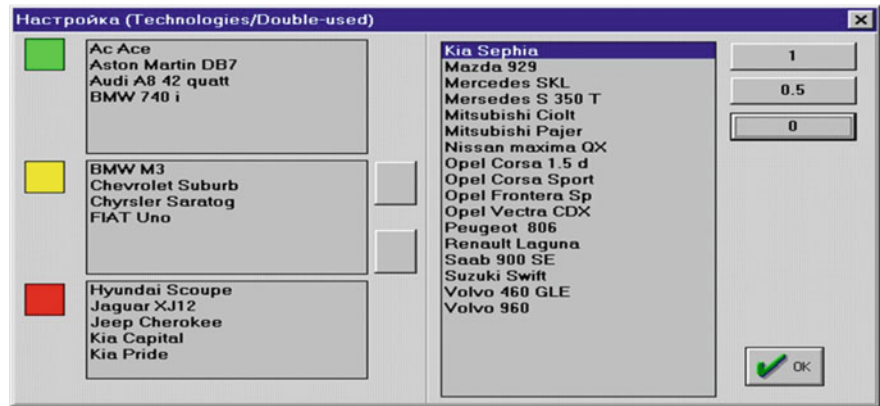 Настройка (Technologies/Double-used)
Ac Ace
Aston Martin DB7
Audi A8 42 quatt
BMW 740 i
BMW M3
Chevrolet Suburb
Chyrsler Saratog
FIAT Uno
Hyundai Scoupe
Jaguar XJ12
Jeep Cherokee
Kia Capital
Kia Pride
Kia Sephia
Mazda 929
Mercedes SKL
Mersedes S 350 T
Mitsubishi Ciolt
Mitsubishi Pajer
Nissan maxima QX
Opel Corsa 1.5 d
Opel Corsa Sport
Opel Frontera Sp
Opel Vectra CDX
Peugeot 806
Renault Laguna
Saab 900 SE
Suzuki Swift
Volvo 460 GLE
Volvo 960
1
0.5
0
OK